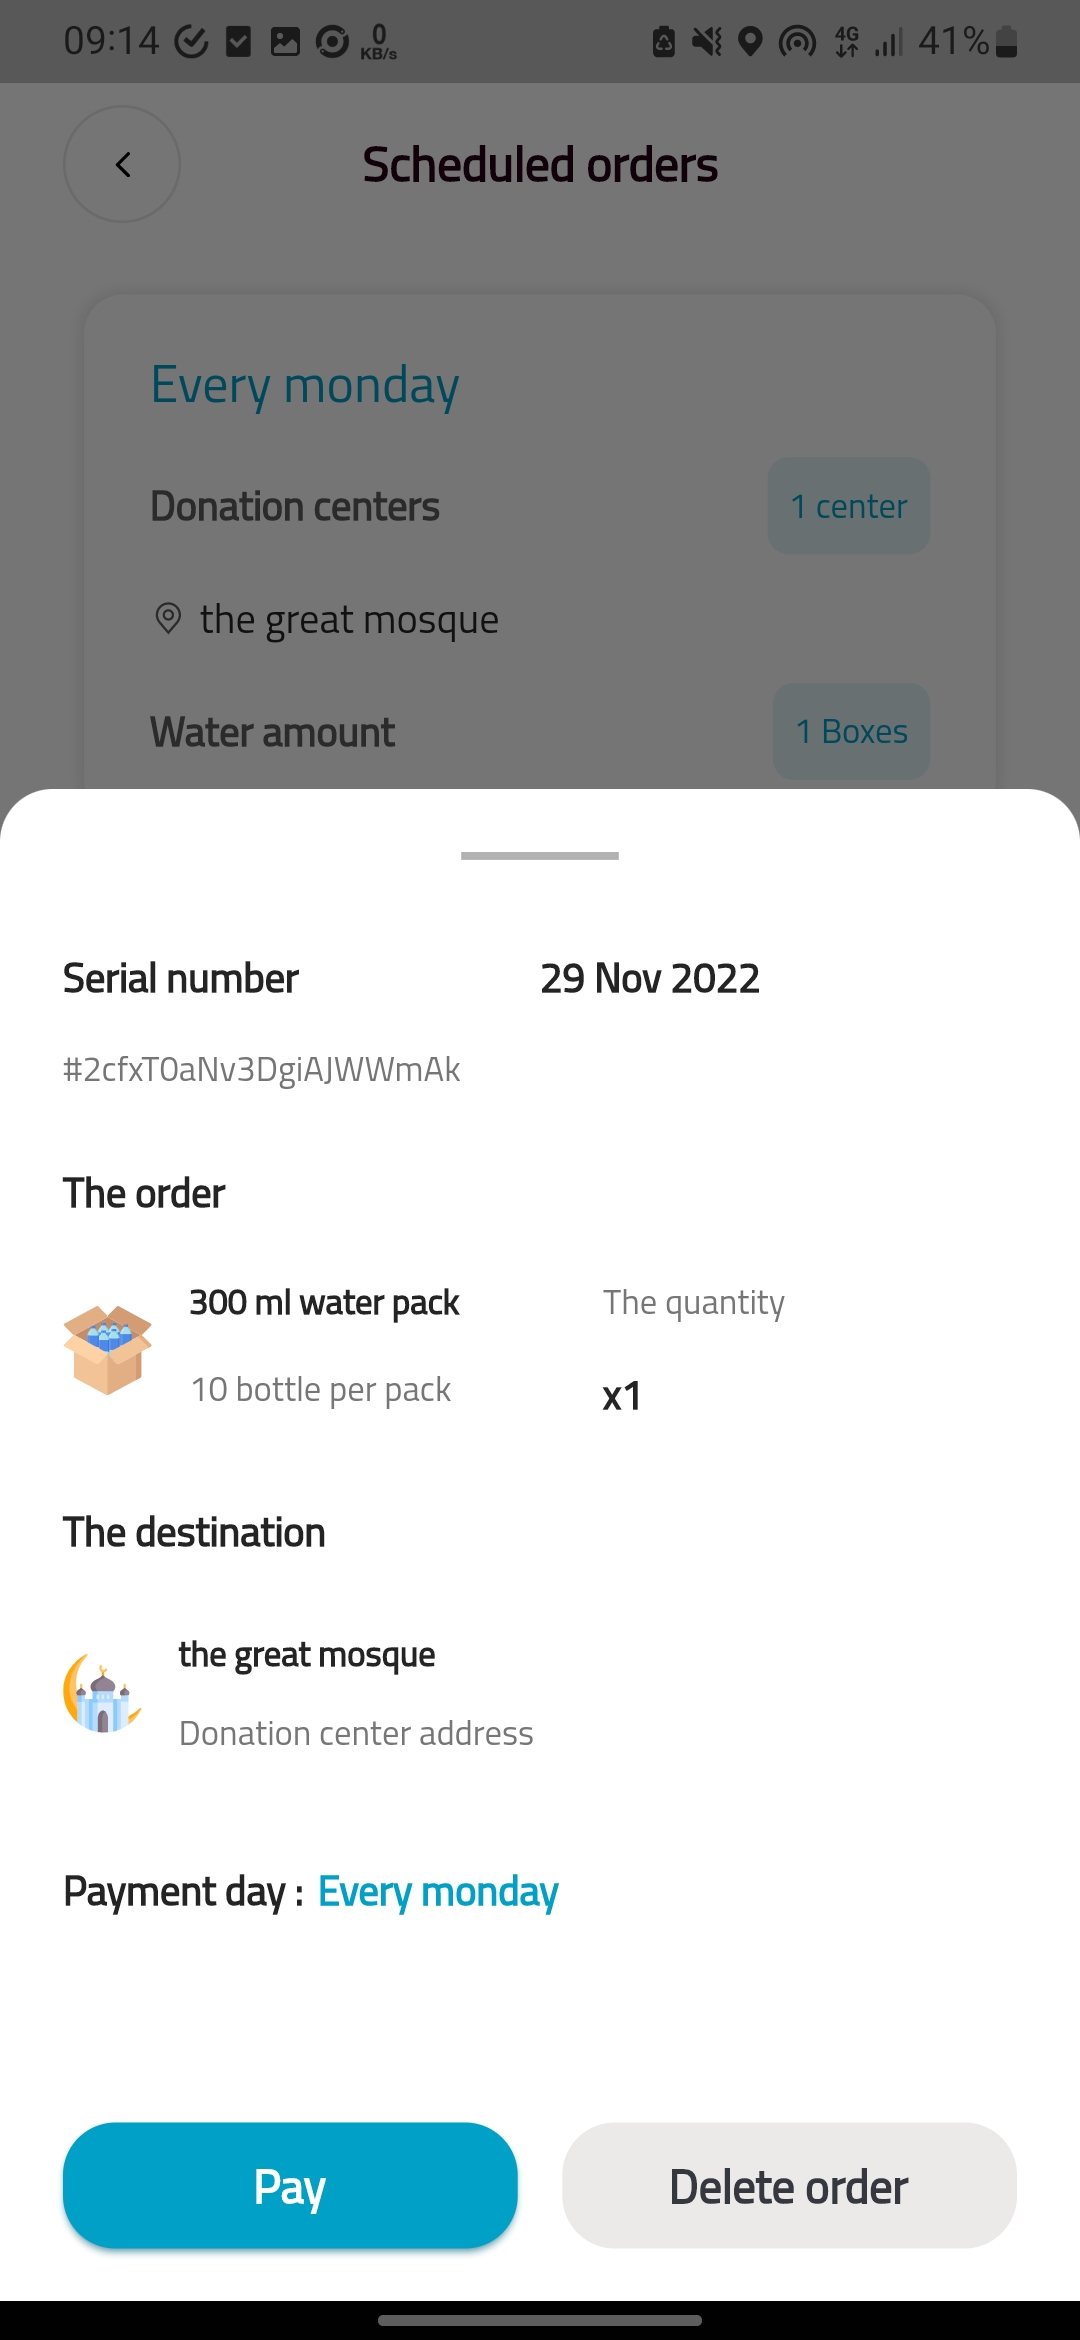 09:14 0 KB/s 4G 41%
Scheduled orders
Every monday
Donation centers 1 center
the great mosque
Water amount 1 Boxes
Serial number 29 Nov 2022
#2cfxT0aNv3DgiAJWWmAk
The order
300 ml water pack The quantity
10 bottle per pack x1
The destination
the great mosque
Donation center address
Payment day : Every monday
Pay Delete order